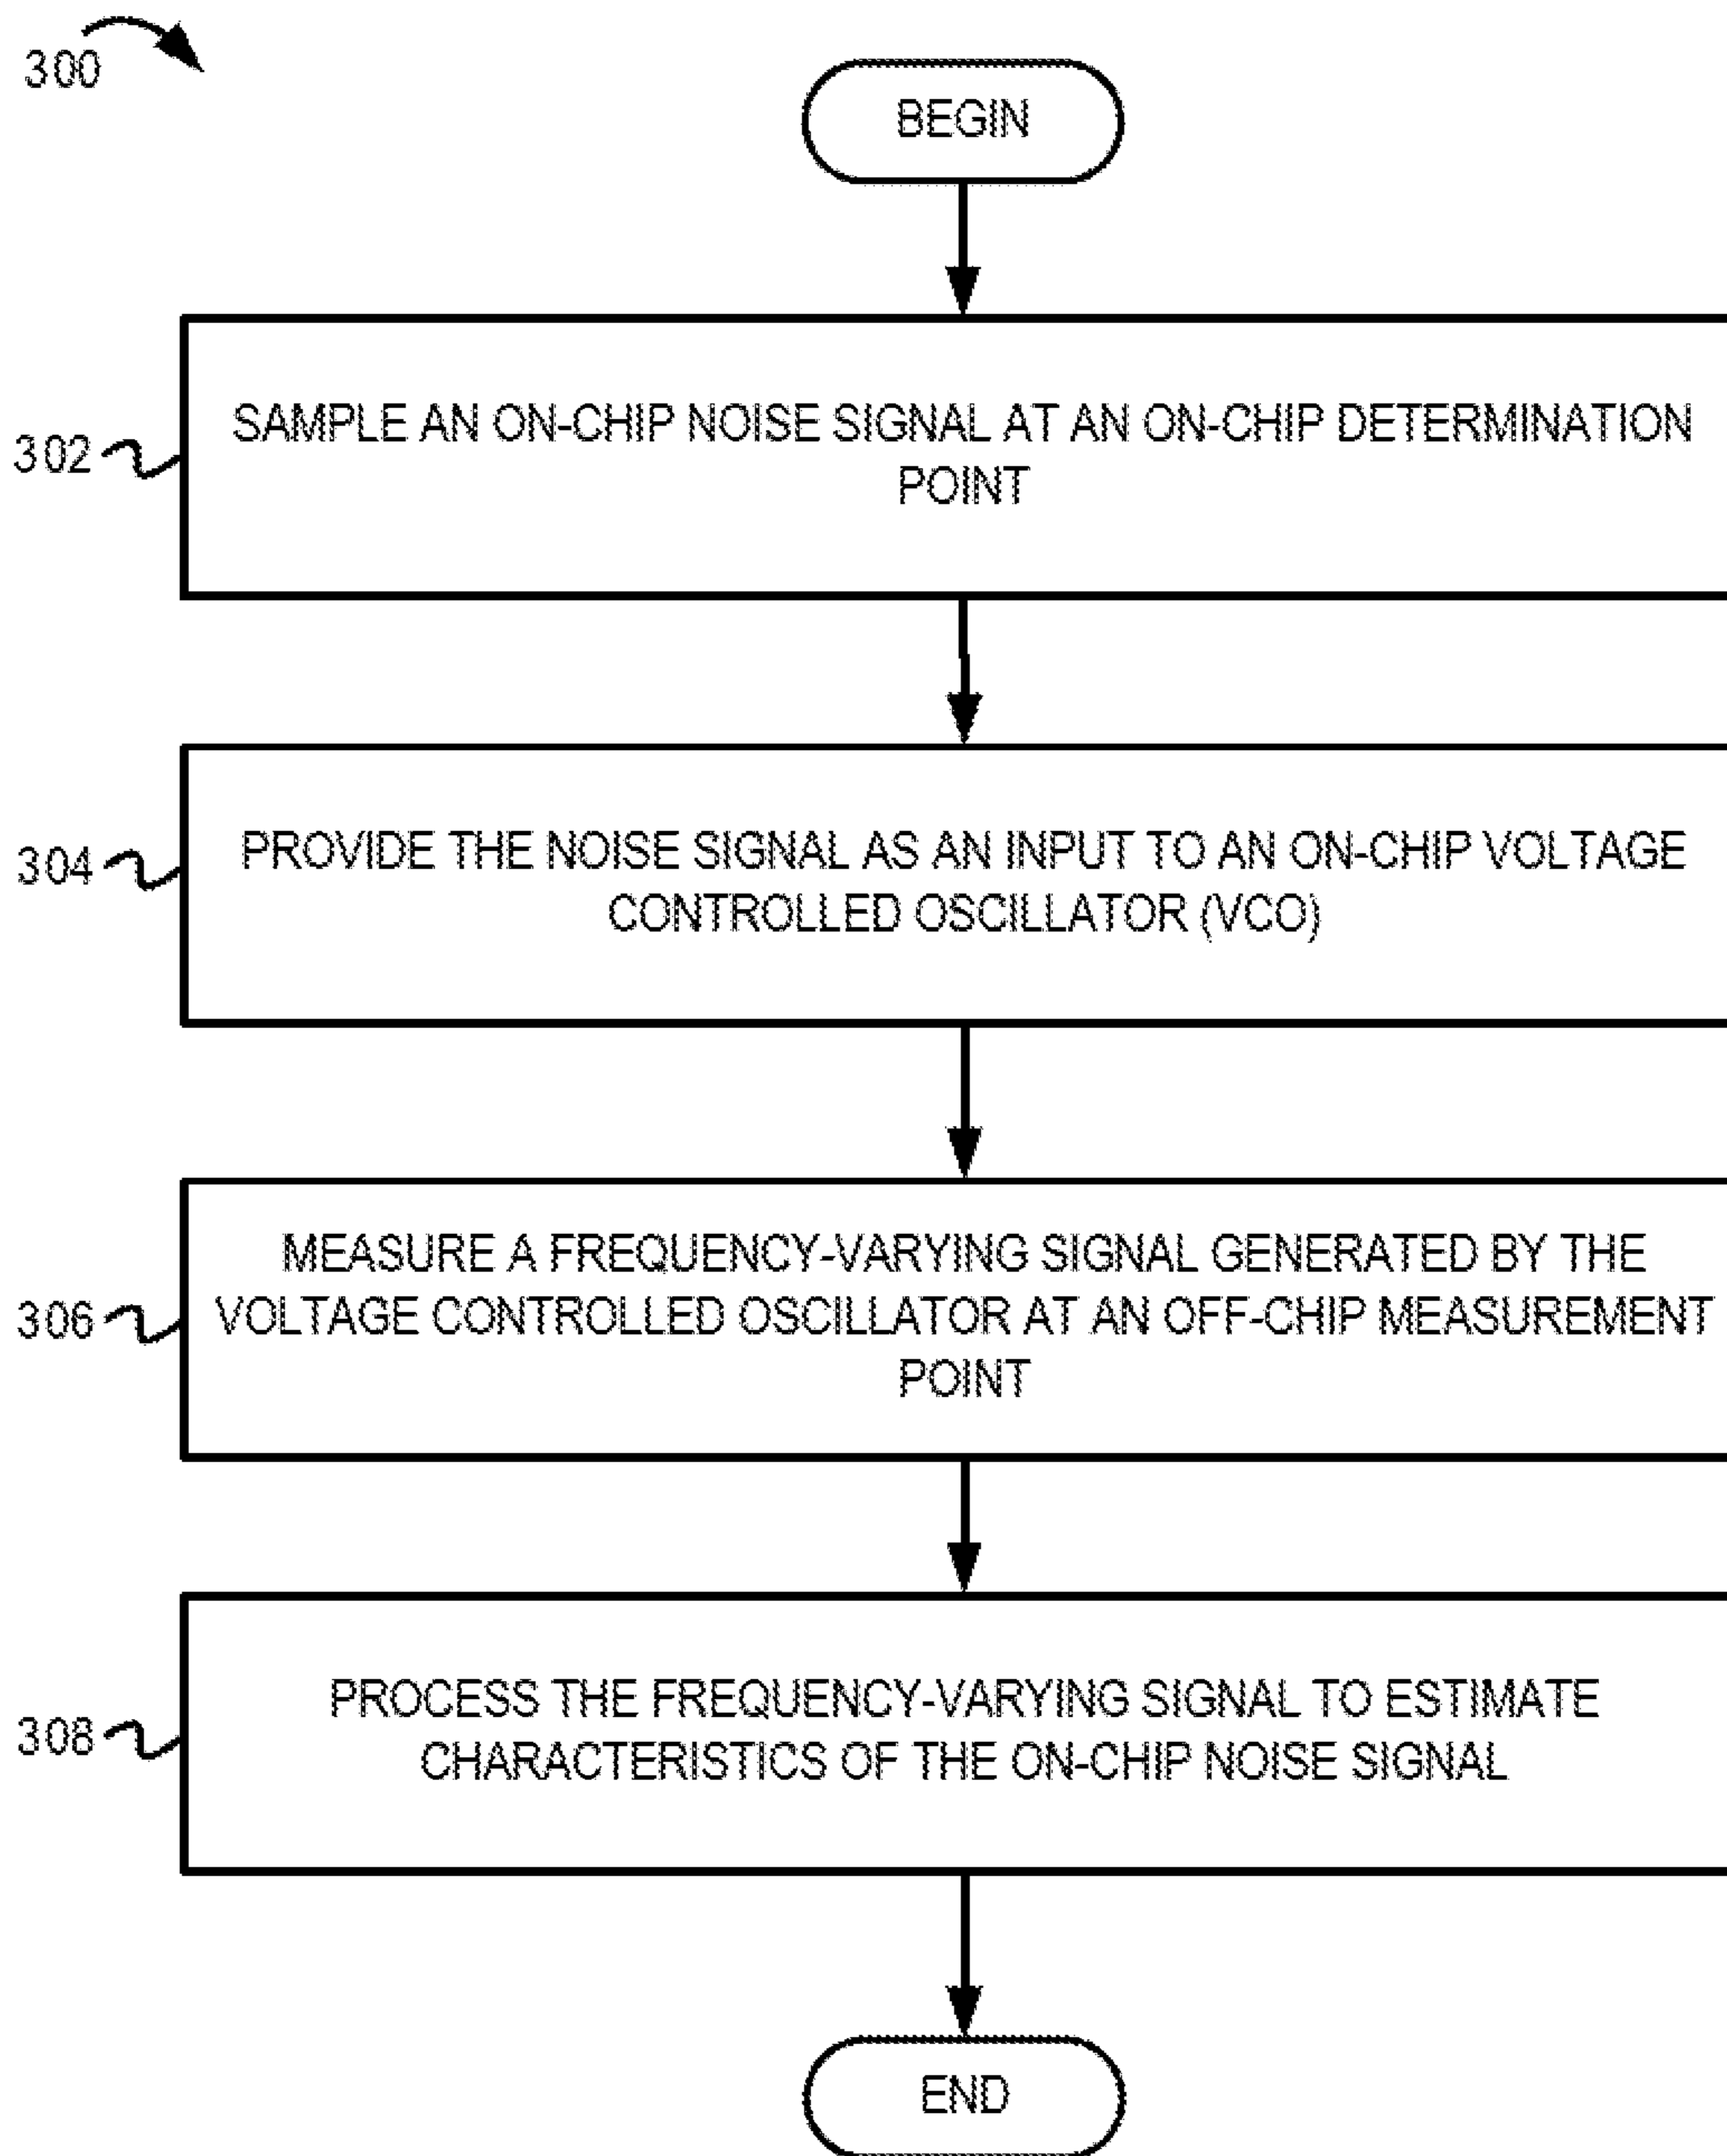 300
BEGIN
SAMPLE AN ON-CHIP NOISE SIGNAL AT AN ON-CHIP DETERMINATION
POINT
302
PROVIDE THE NOISE SIGNAL AS AN INPUT TO AN ON-CHIP VOLTAGE
CONTROLLED OSCILLATOR (VCO)
304
MEASURE A FREQUENCY-VARYING SIGNAL GENERATED BY THE
VOLTAGE CONTROLLED OSCILLATOR AT AN OFF-CHIP MEASUREMENT
POINT
306
PROCESS THE FREQUENCY-VARYING SIGNAL TO ESTIMATE
CHARACTERISTICS OF THE ON-CHIP NOISE SIGNAL
308
END